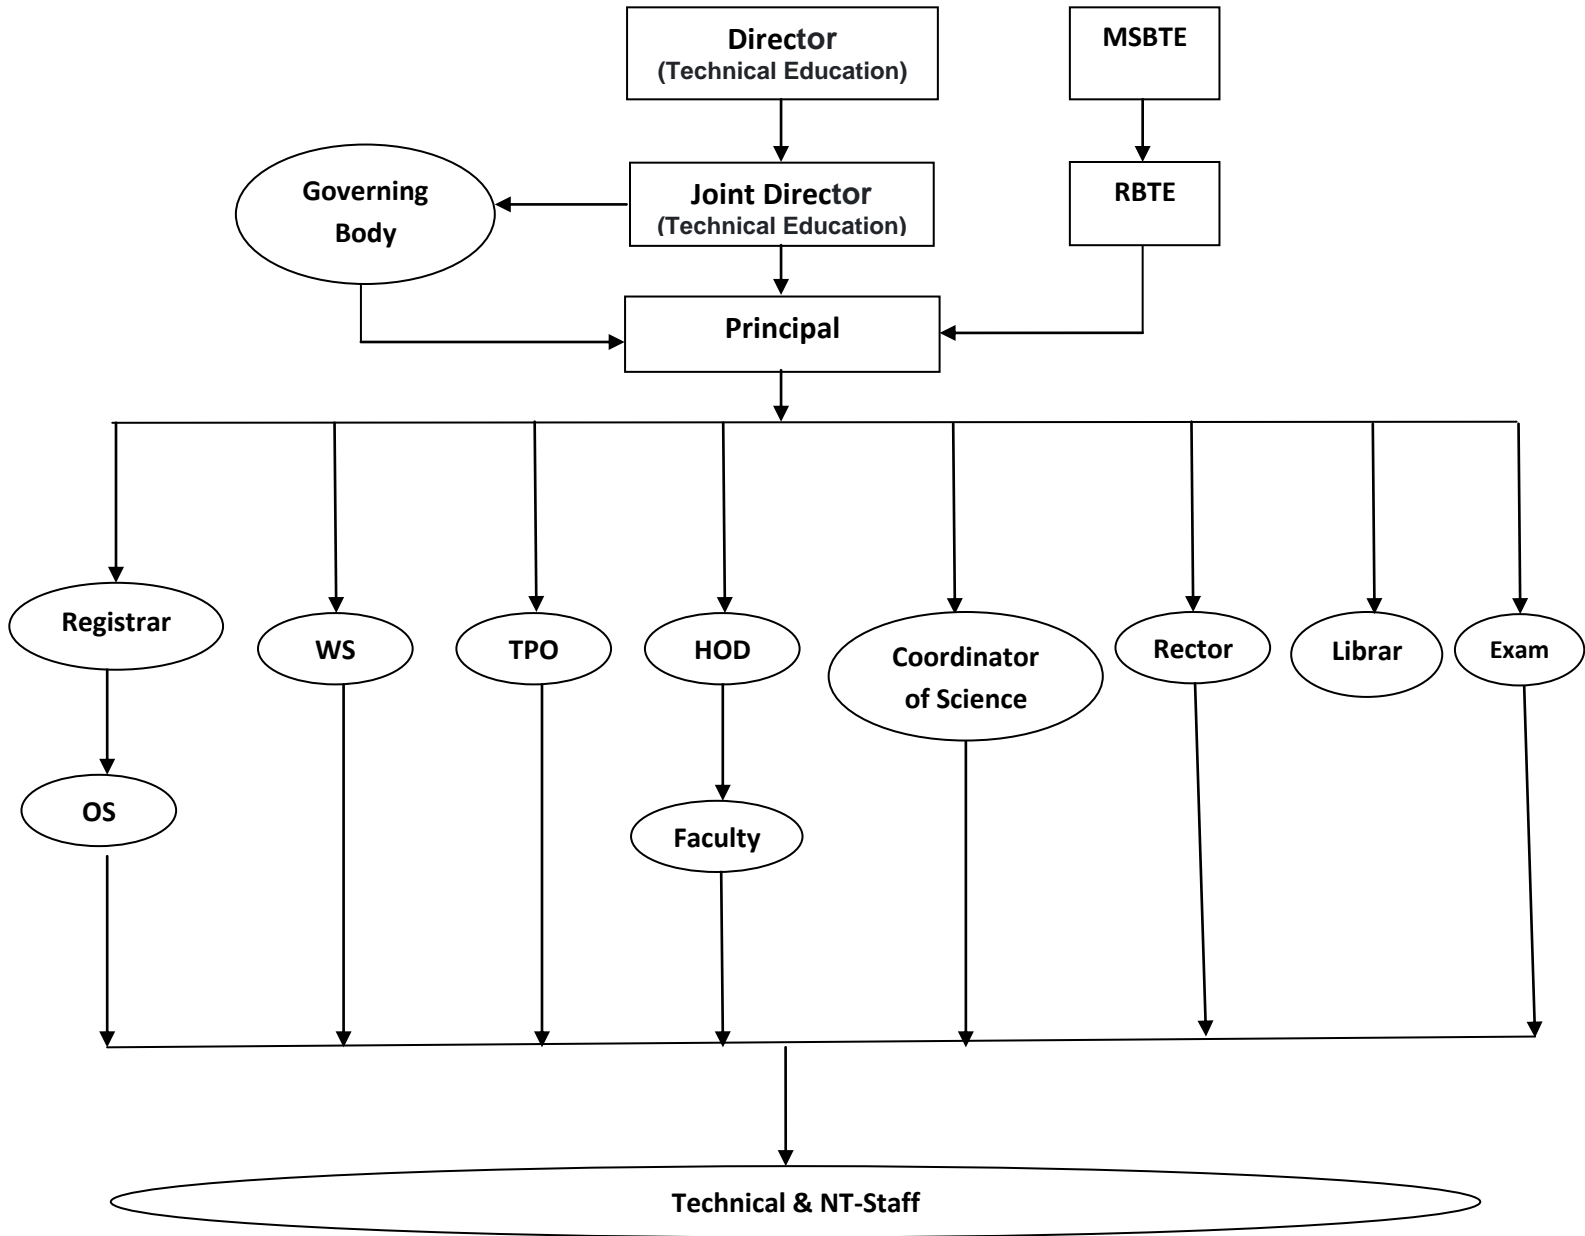 Director
(Technical Education)
MSBTE
Governing
Body
Joint Director
(Technical Education)
RBTE
Principal
Registrar
WS
TPO
HOD
Coordinator
of Science
Rector
Librar
Exam
OS
Faculty
Technical & NT-Staff